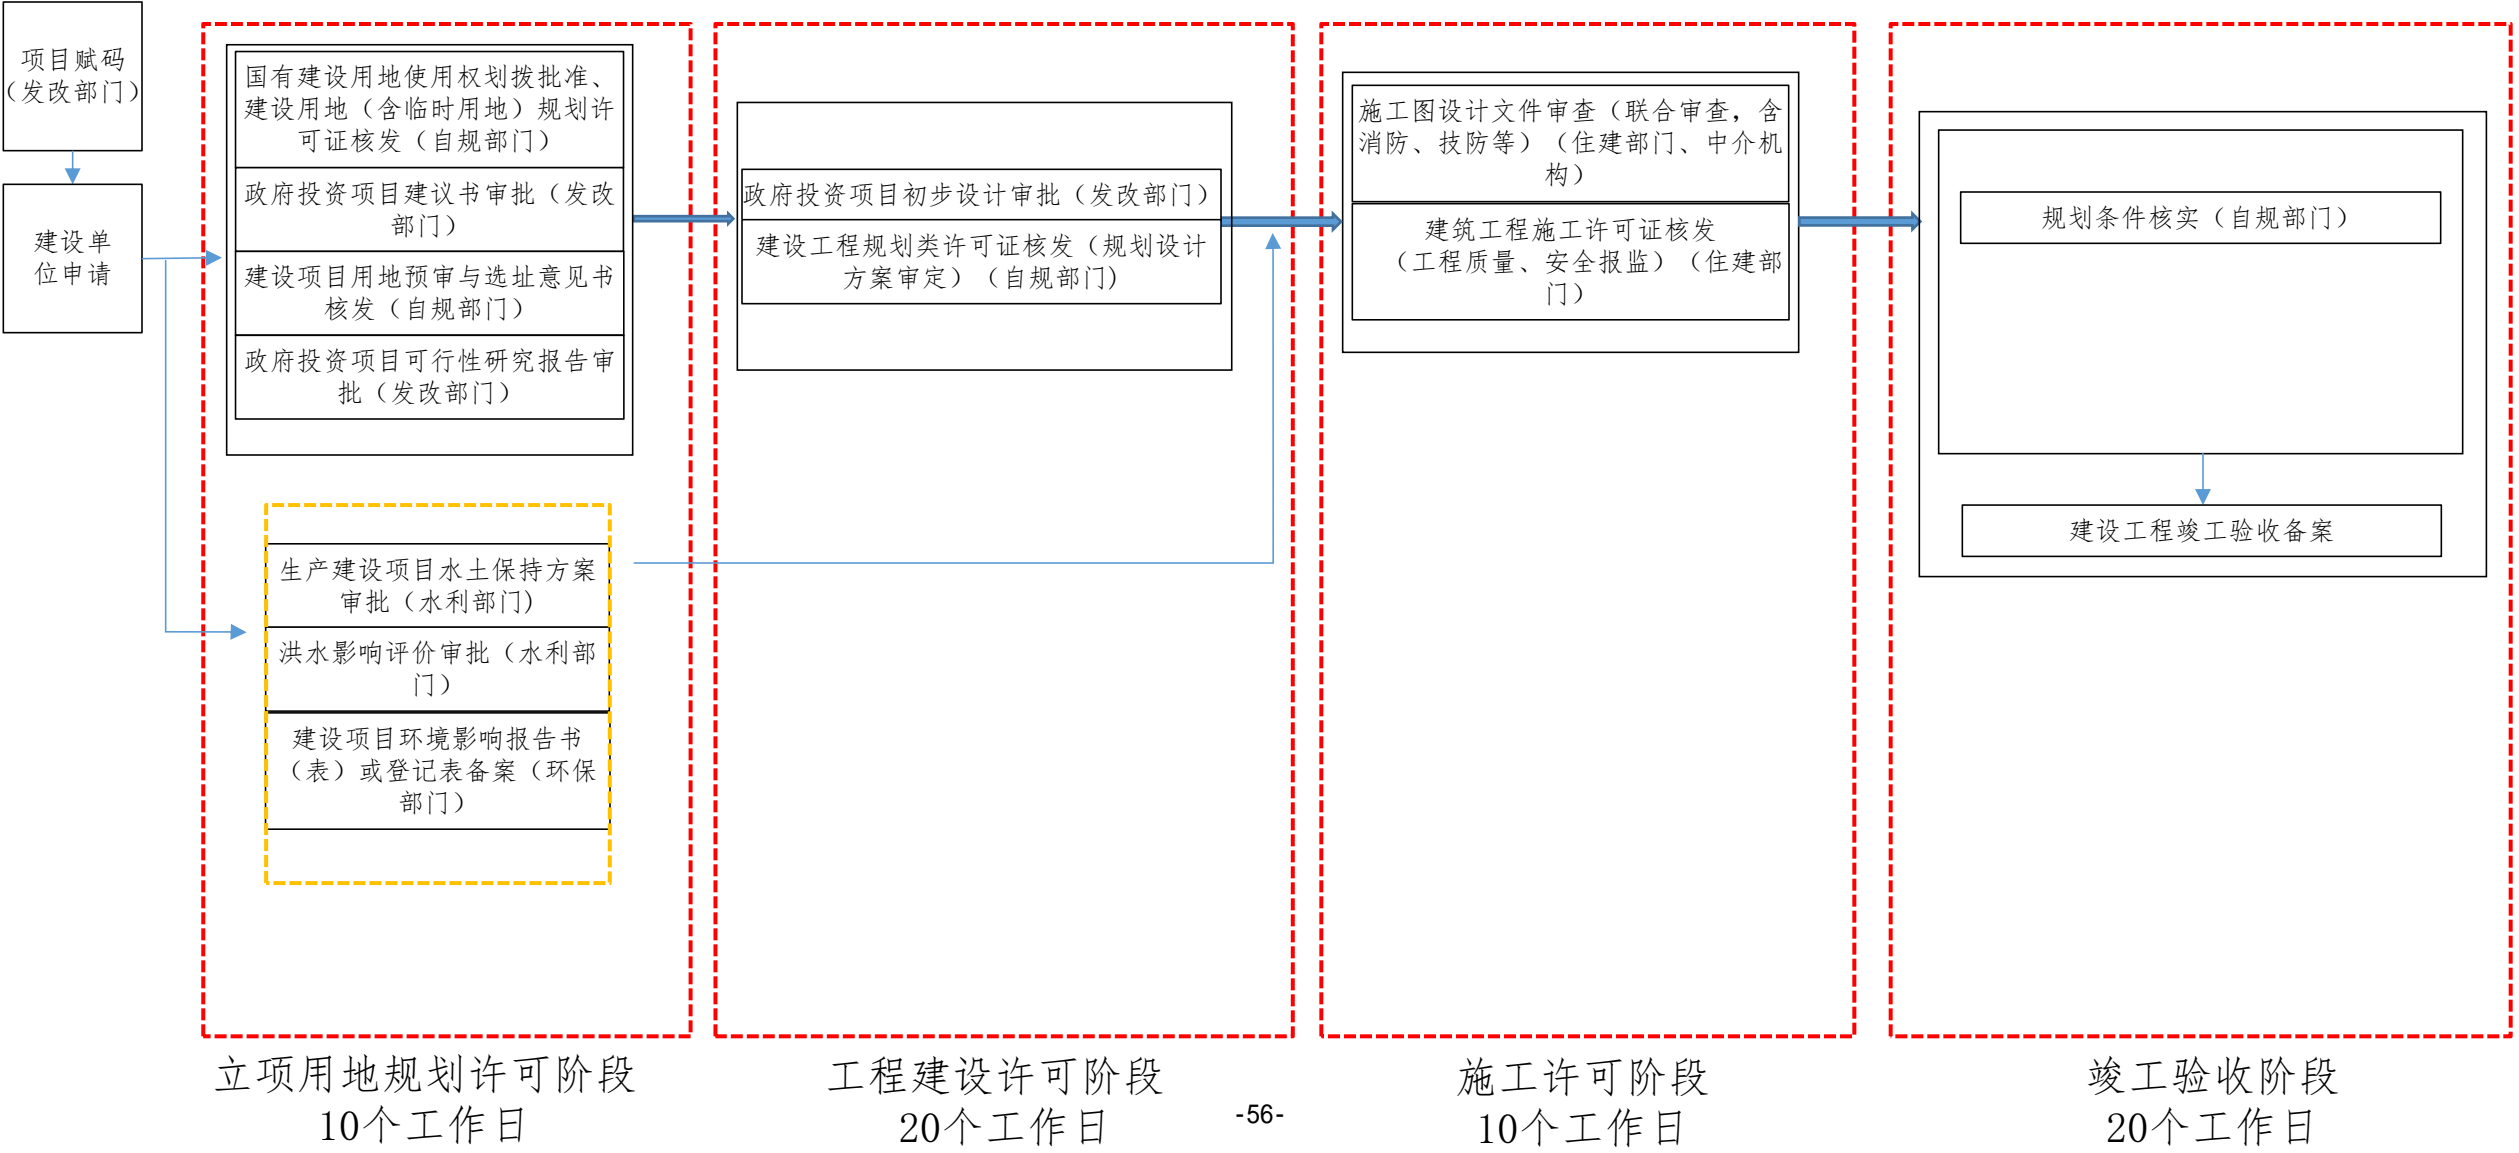 项目赋码
（发改部门）
建设单
位申请
国有建设用地使用权划拨批准、
建设用地（含临时用地）规划许
可证核发（自规部门）
政府投资项目建议书审批（发改
部门）
建设项目用地预审与选址意见书
核发（自规部门）
政府投资项目可行性研究报告审
批（发改部门）
生产建设项目水土保持方案
审批（水利部门)
洪水影响评价审批（水利部
门）
建设项目环境影响报告书
（表）或登记表备案（环保
部门）
立项用地规划许可阶段
10个工作日
政府投资项目初步设计审批（发改部门）
建设工程规划类许可证核发（规划设计
方案审定）（自规部门)
工程建设许可阶段
20个工作日
施工图设计文件审查（联合审查，含
消防、技防等）（住建部门、中介机
构）
建筑工程施工许可证核发
（工程质量、安全报监）（住建部
门）
施工许可阶段
10个工作日
规划条件核实（自规部门）
建设工程竣工验收备案
竣工验收阶段
20个工作日
-56-